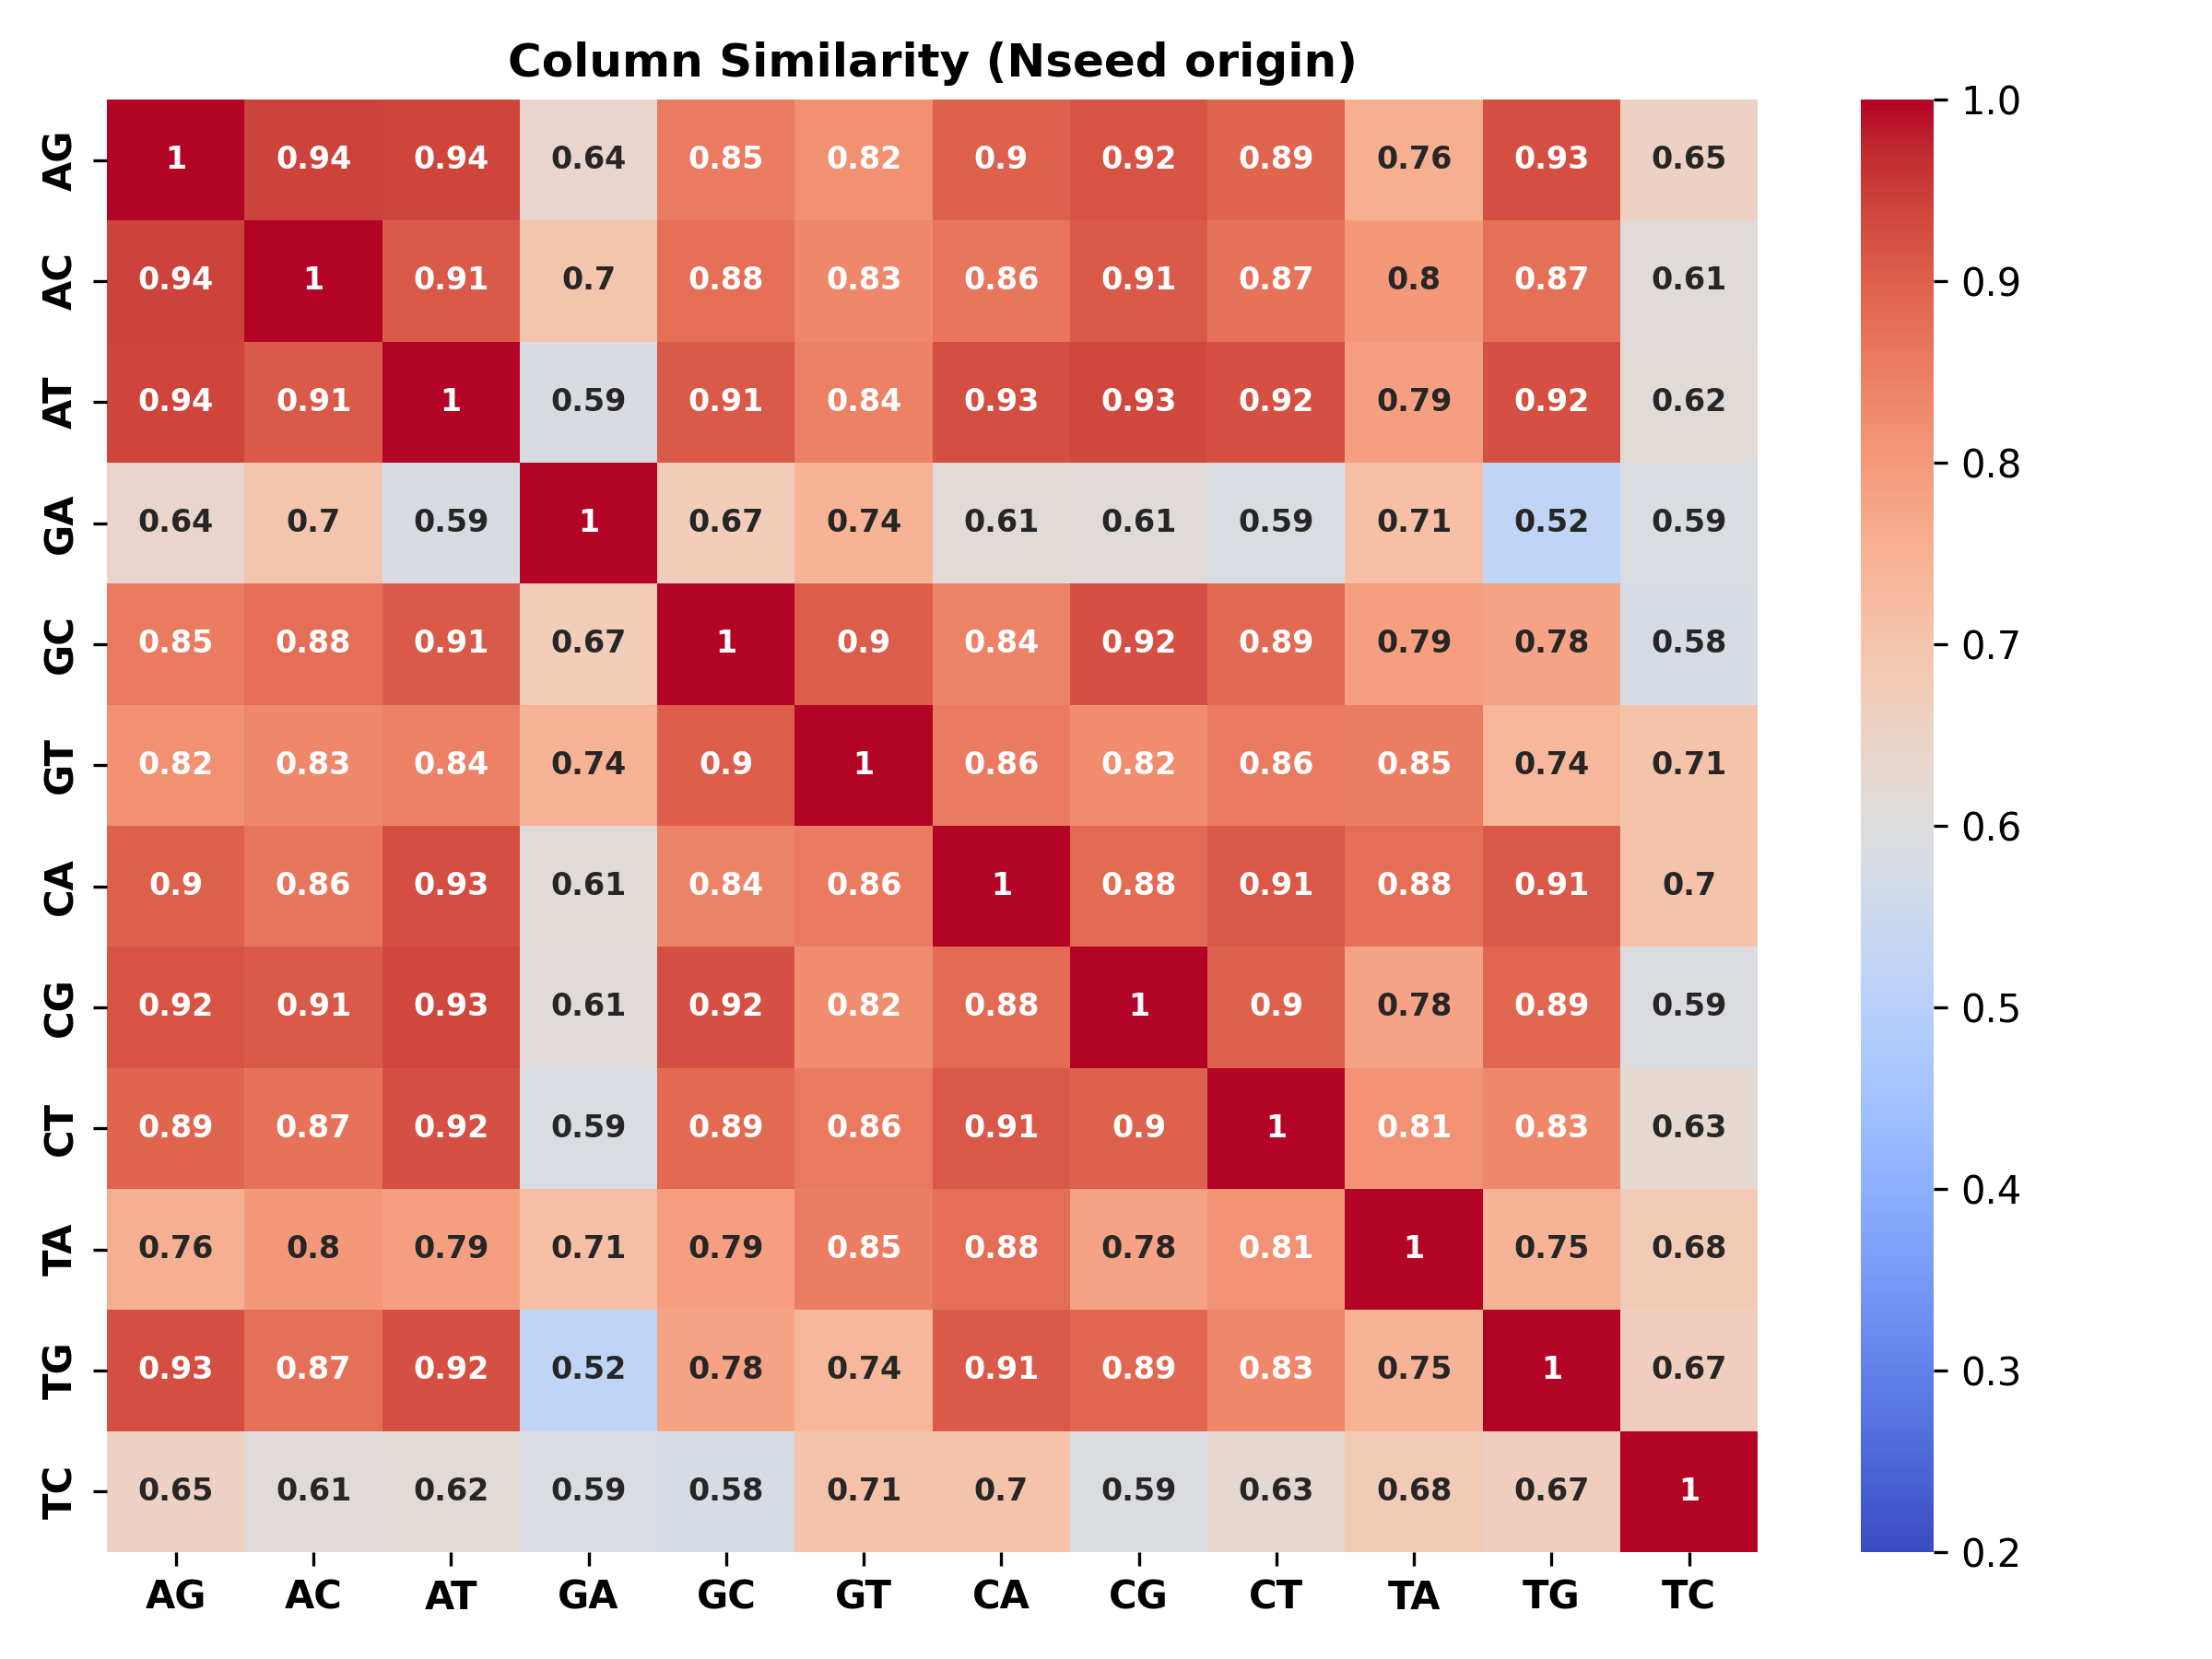 Column Similarity (Nseed origin)
AG 1 0.94 0.94 0.64 0.85 0.82 0.9 0.92 0.89 0.76 0.93 0.65
AC 0.94 1 0.91 0.7 0.88 0.83 0.86 0.91 0.87 0.8 0.87 0.61
AT 0.94 0.91 1 0.59 0.91 0.84 0.93 0.93 0.92 0.79 0.92 0.62
GA 0.64 0.7 0.59 1 0.67 0.74 0.61 0.61 0.59 0.71 0.52 0.59
GC 0.85 0.88 0.91 0.67 1 0.9 0.84 0.92 0.89 0.79 0.78 0.58
GT 0.82 0.83 0.84 0.74 0.9 1 0.86 0.82 0.86 0.85 0.74 0.71
CA 0.9 0.86 0.93 0.61 0.84 0.86 1 0.88 0.91 0.88 0.91 0.7
CG 0.92 0.91 0.93 0.61 0.92 0.82 0.88 1 0.9 0.78 0.89 0.59
CT 0.89 0.87 0.92 0.59 0.89 0.86 0.91 0.9 1 0.81 0.83 0.63
TA 0.76 0.8 0.79 0.71 0.79 0.85 0.88 0.78 0.81 1 0.75 0.68
TG 0.93 0.87 0.92 0.52 0.78 0.74 0.91 0.89 0.83 0.75 1 0.67
TC 0.65 0.61 0.62 0.59 0.58 0.71 0.7 0.59 0.63 0.68 0.67 1
AG AC AT GA GC GT CA CG CT TA TG TC
1.0
0.9
0.8
0.7
0.6
0.5
0.4
0.3
0.2